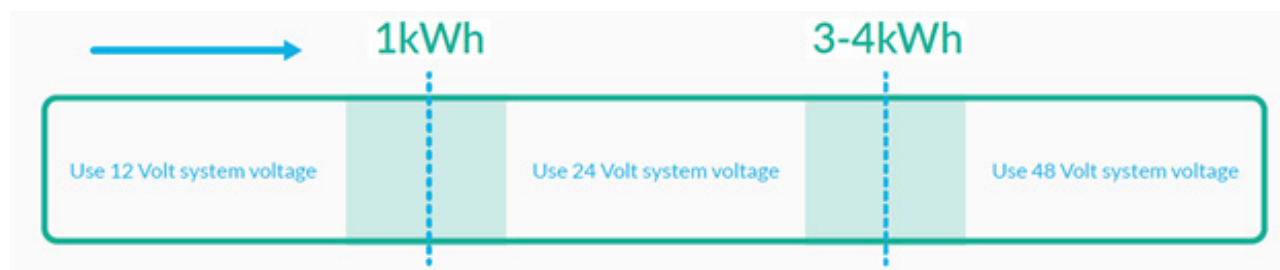 1kWh
3-4kWh
Use 12 Volt system voltage
Use 24 Volt system voltage
Use 48 Volt system voltage